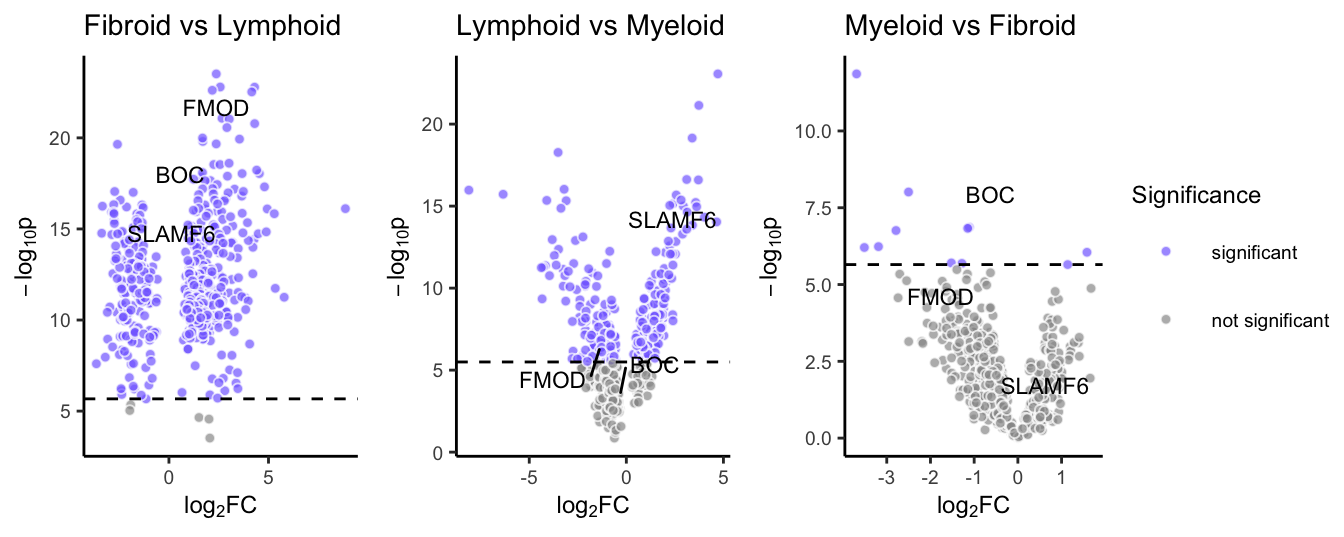 Fibroid vs Lymphoid
Lymphoid vs Myeloid
Myeloid vs Fibroid
−log10p
20
15
10
5
FMOD
BOC
SLAMF6
0
5
log2FC
−log10p
20
15
10
5
0
SLAMF6
FMOD
BOC
-5
0
5
log2FC
−log10p
10.0
7.5
5.0
2.5
0.0
BOC
FMOD
SLAMF6
-3
-2
-1
0
1
log2FC
Significance
significant
not significant